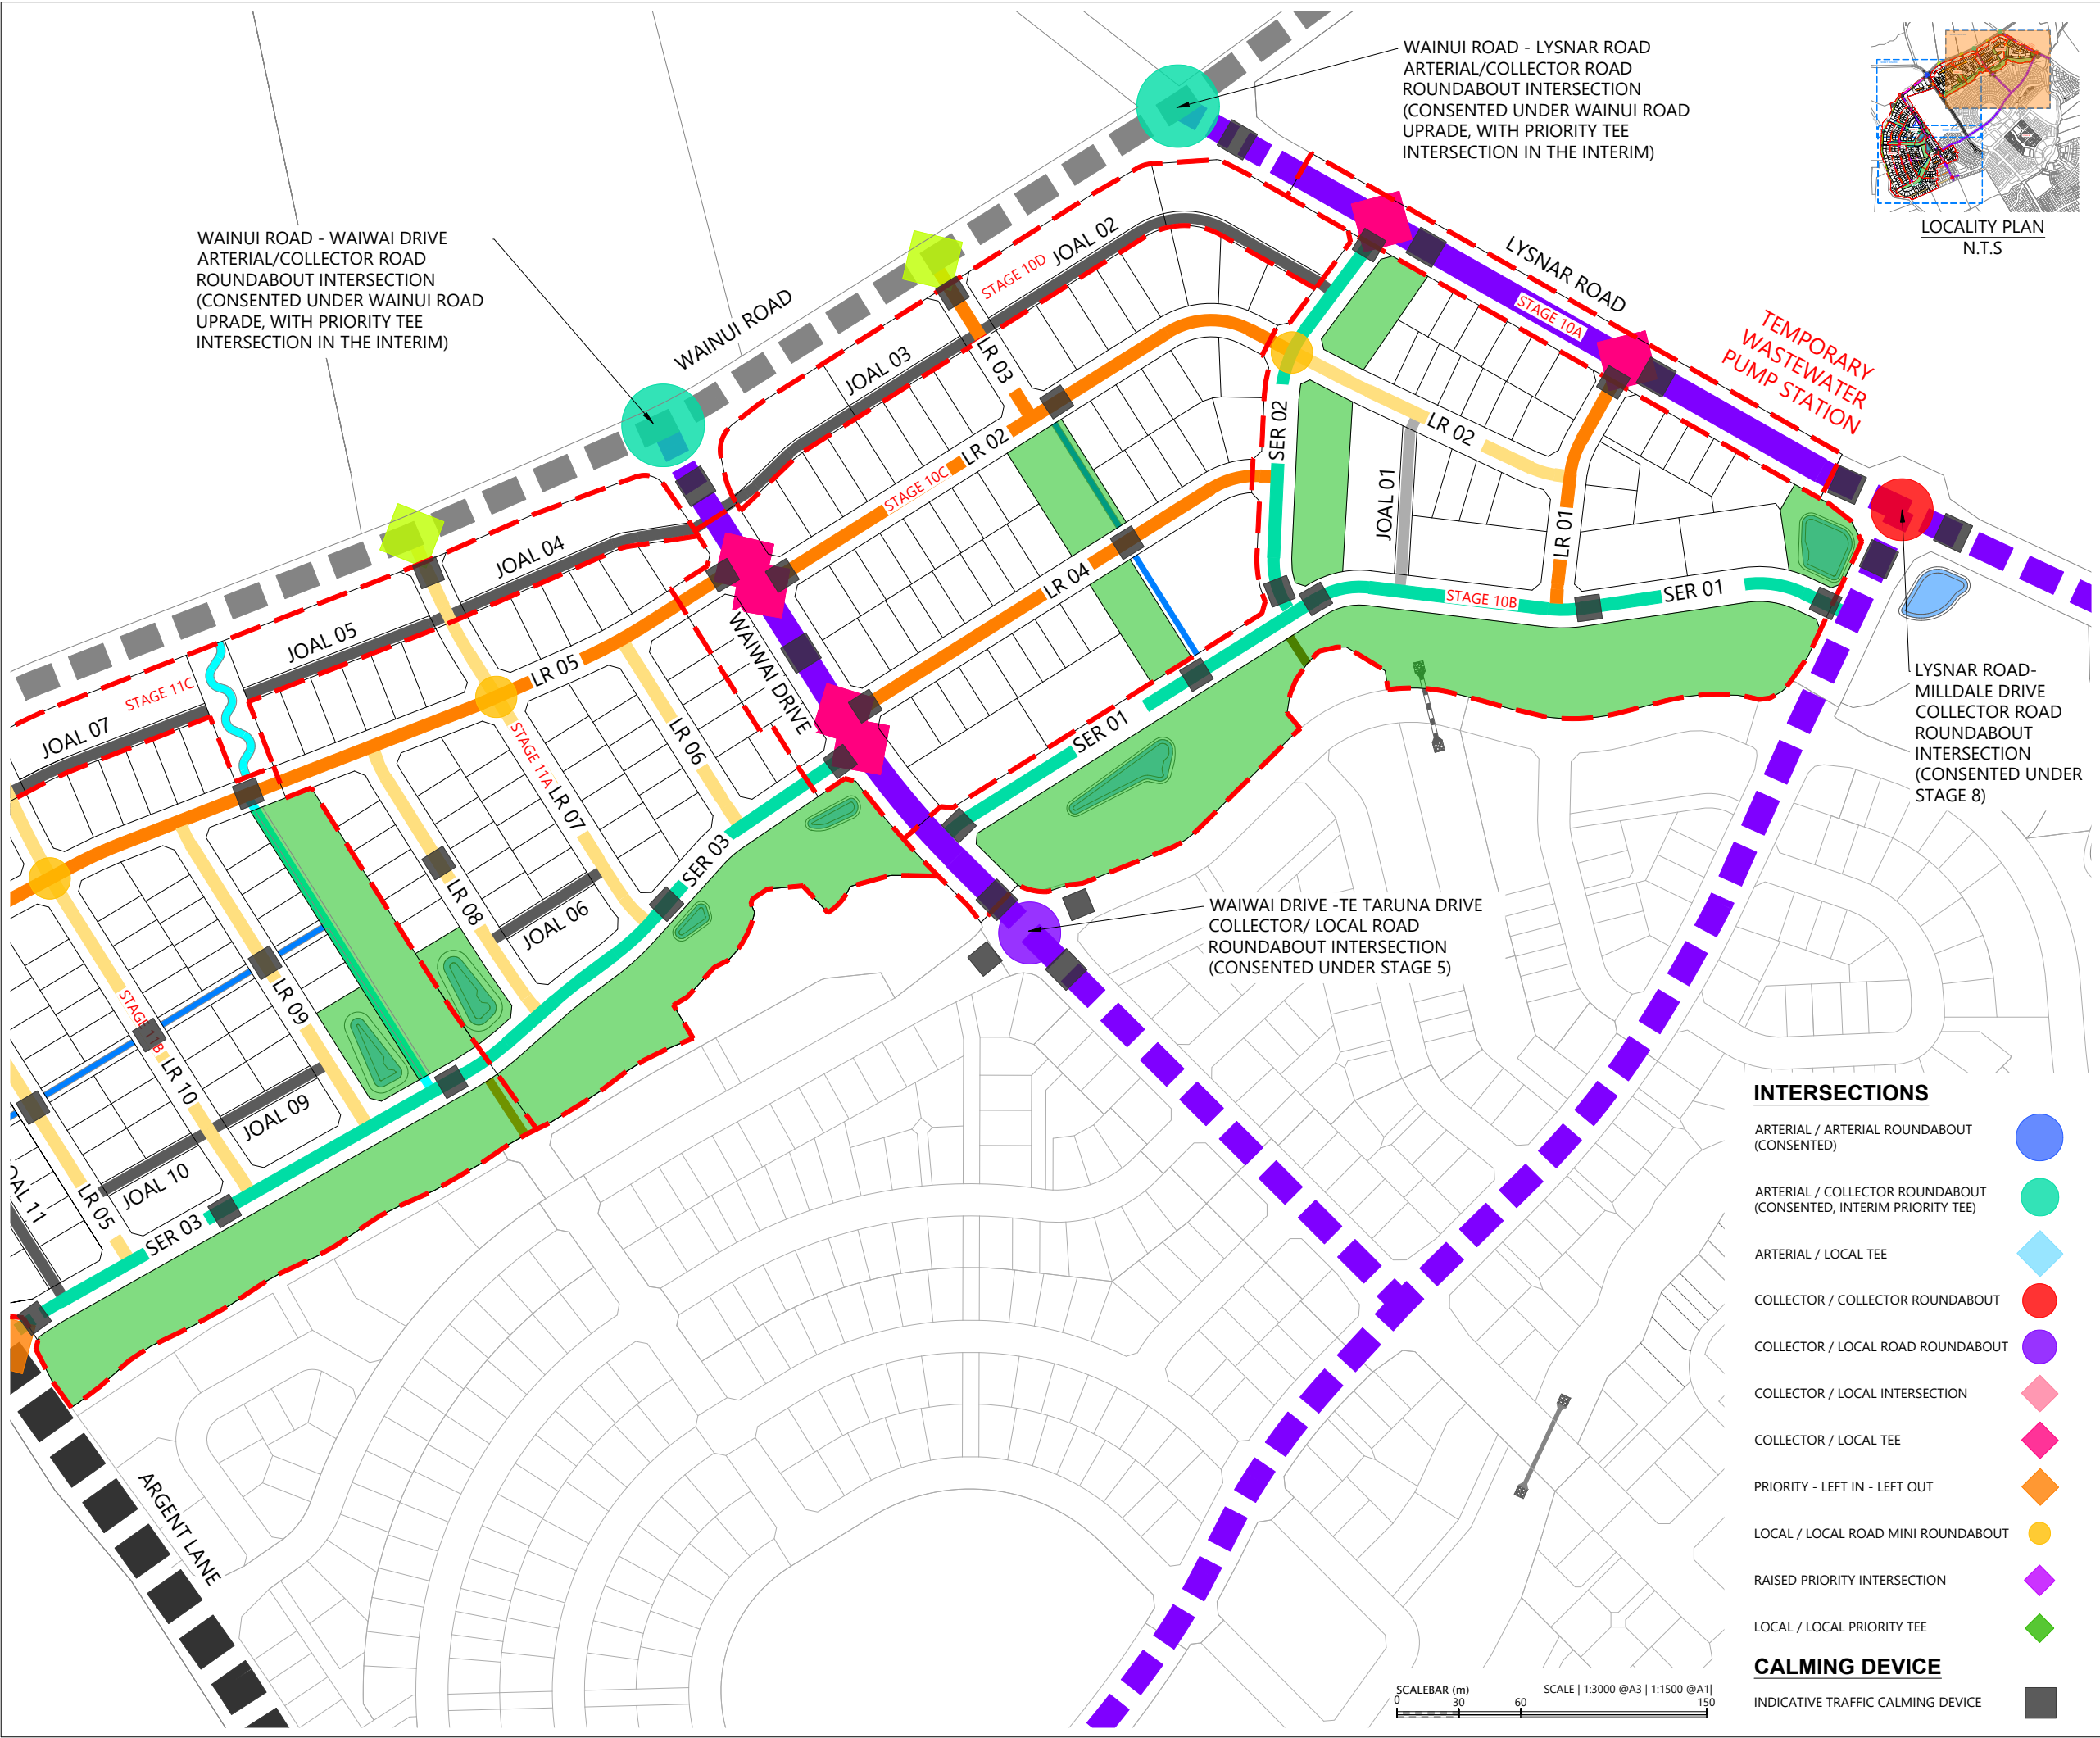 WAINUI ROAD - LYSNAR ROAD
ARTERIAL/COLLECTOR ROAD
ROUNDABOUT INTERSECTION
(CONSENTED UNDER WAINUI ROAD
UPRADE, WITH PRIORITY TEE
INTERSECTION IN THE INTERIM)
LOCALITY PLAN
N.T.S
WAINUI ROAD - WAIWAI DRIVE
ARTERIAL/COLLECTOR ROAD
ROUNDABOUT INTERSECTION
(CONSENTED UNDER WAINUI ROAD
UPRADE, WITH PRIORITY TEE
INTERSECTION IN THE INTERIM)
WAINUI ROAD
STAGE 10D
JOAL 02
LYSNAR ROAD
STAGE 10A
TEMPORARY
WASTEWATER
PUMP STATION
JOAL 03
LR 03
LR 02
STAGE 10C
SER 02
LR 02
JOAL 01
LR 01
LR 04
STAGE 10B
SER 01
JOAL 04
JOAL 05
LR 05
WAIWAI DRIVE
STAGE 11C
JOAL 07
LR 06
STAGE 11A
LR 07
SER 01
SER 03
LR 08
JOAL 06
LYSNAR ROAD-
MILLDALE DRIVE
COLLECTOR ROAD
ROUNDABOUT
INTERSECTION
(CONSENTED UNDER
STAGE 8)
WAIWAI DRIVE -TE TARUNA DRIVE
COLLECTOR/ LOCAL ROAD
ROUNDABOUT INTERSECTION
(CONSENTED UNDER STAGE 5)
LR 09
STAGE 11B
LR 10
JOAL 09
JOAL 10
LR 05
SER 03
OAL 11
ARGENT LANE
INTERSECTIONS
ARTERIAL / ARTERIAL ROUNDABOUT
(CONSENTED)
ARTERIAL / COLLECTOR ROUNDABOUT
(CONSENTED, INTERIM PRIORITY TEE)
ARTERIAL / LOCAL TEE
COLLECTOR / COLLECTOR ROUNDABOUT
COLLECTOR / LOCAL ROAD ROUNDABOUT
COLLECTOR / LOCAL INTERSECTION
COLLECTOR / LOCAL TEE
PRIORITY - LEFT IN - LEFT OUT
LOCAL / LOCAL ROAD MINI ROUNDABOUT
RAISED PRIORITY INTERSECTION
LOCAL / LOCAL PRIORITY TEE
CALMING DEVICE
INDICATIVE TRAFFIC CALMING DEVICE
SCALEBAR (m)
SCALE | 1:3000 @A3 | 1:1500 @A1|
0 30 60 150